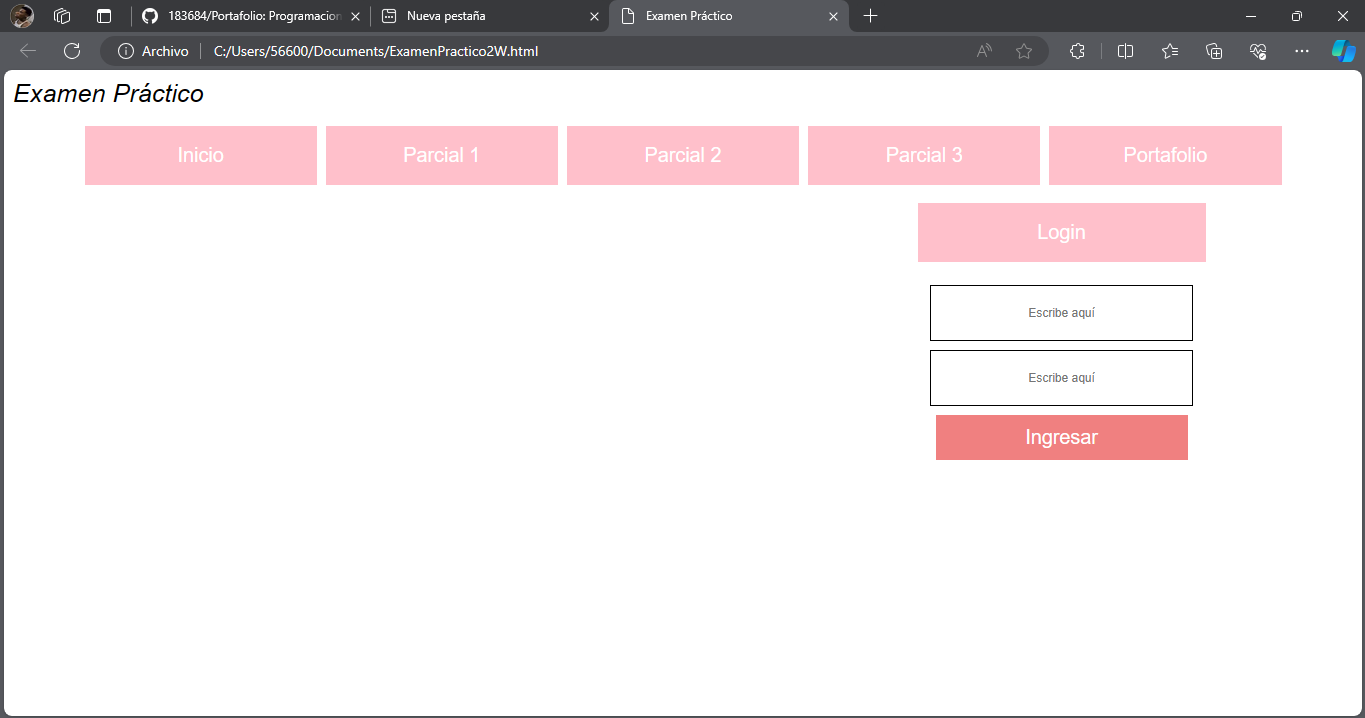 183684/Portafolio: Programacion
Nueva pestaña
Examen Práctico
Archivo
C:/Users/56600/Documents/ExamenPractico2W.html
Examen Práctico
Inicio
Parcial 1
Parcial 2
Parcial 3
Portafolio
Login
Escribe aquí
Escribe aquí
Ingresar